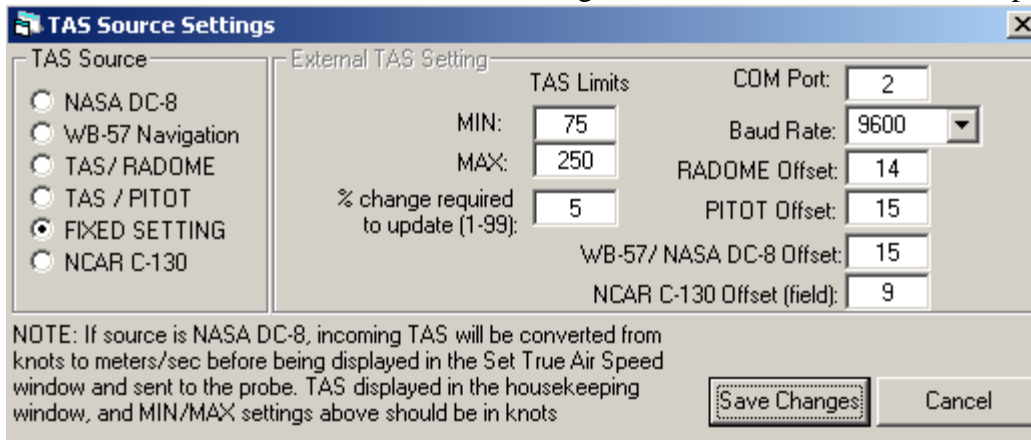 TAS Source Settings
TAS Source
NASA DC-8
WB-57 Navigation
TAS/ RADOME
TAS / PITOT
FIXED SETTING
NCAR C-130
External TAS Setting
TAS Limits
MIN: 75
MAX: 250
% change required
to update (1-99): 5
COM Port: 2
Baud Rate: 9600
RADOME Offset: 14
PITOT Offset: 15
WB-57/ NASA DC-8 Offset: 15
NCAR C-130 Offset (field): 9
NOTE: If source is NASA DC-8, incoming TAS will be converted from
knots to meters/sec before being displayed in the Set True Air Speed
window and sent to the probe. TAS displayed in the housekeeping
window, and MIN/MAX settings above should be in knots
Save Changes
Cancel